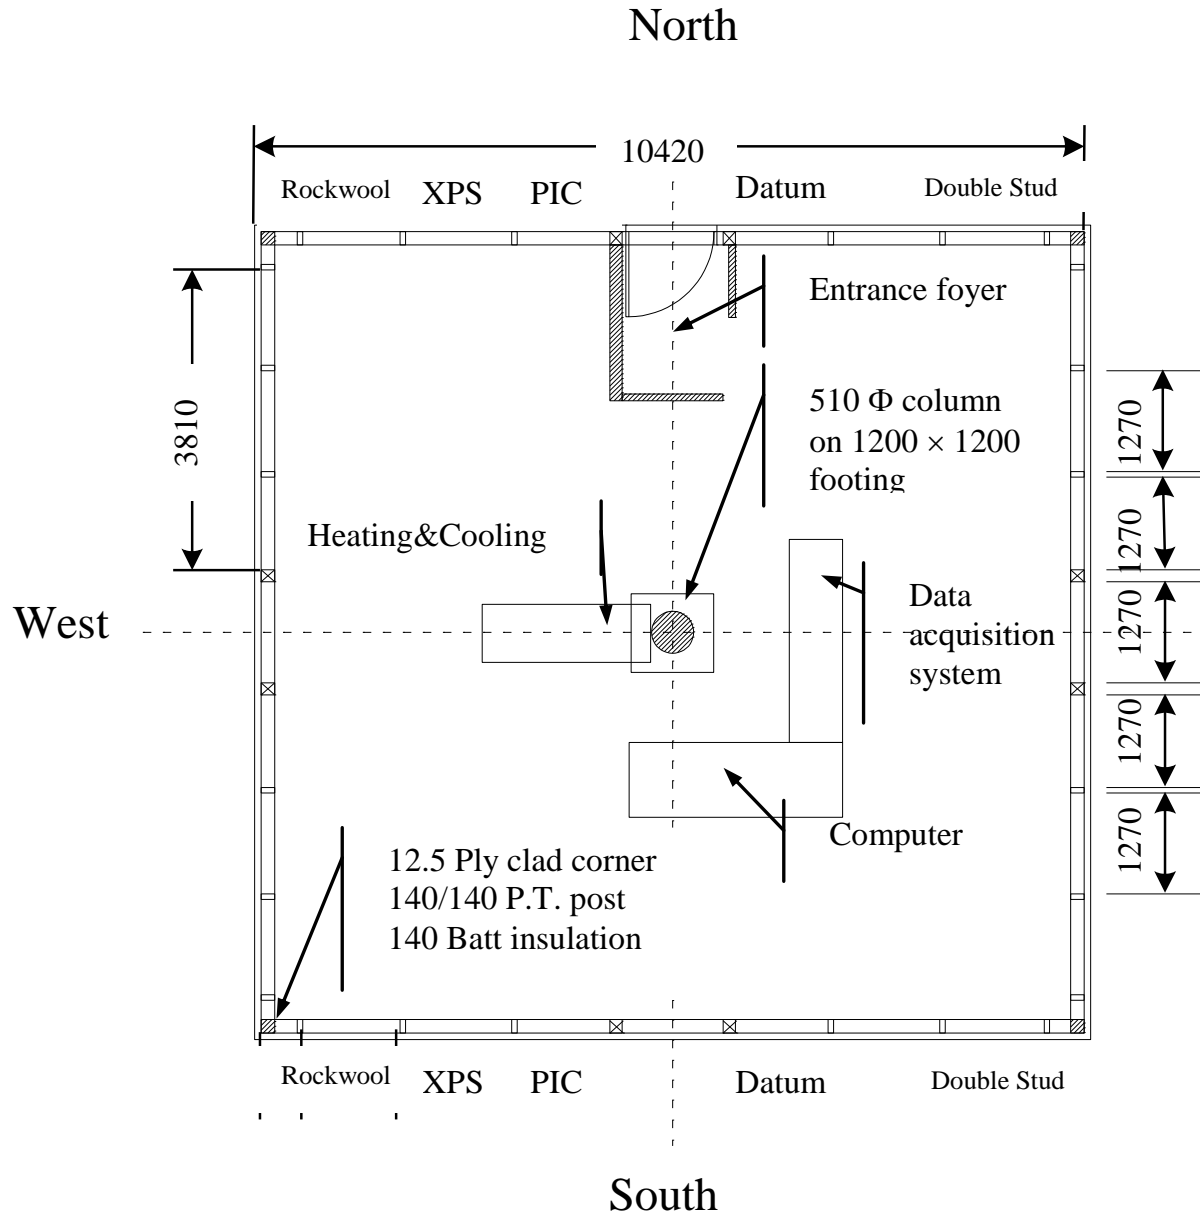 North
10420
Rockwool XPS PIC Datum Double Stud
Entrance foyer
3810
510 Φ column
on 1200 × 1200
footing
1270
Heating&Cooling
1270
Data
acquisition
system
West
1270
1270
Computer
1270
12.5 Ply clad corner
140/140 P.T. post
140 Batt insulation
Rockwool XPS PIC Datum Double Stud
South